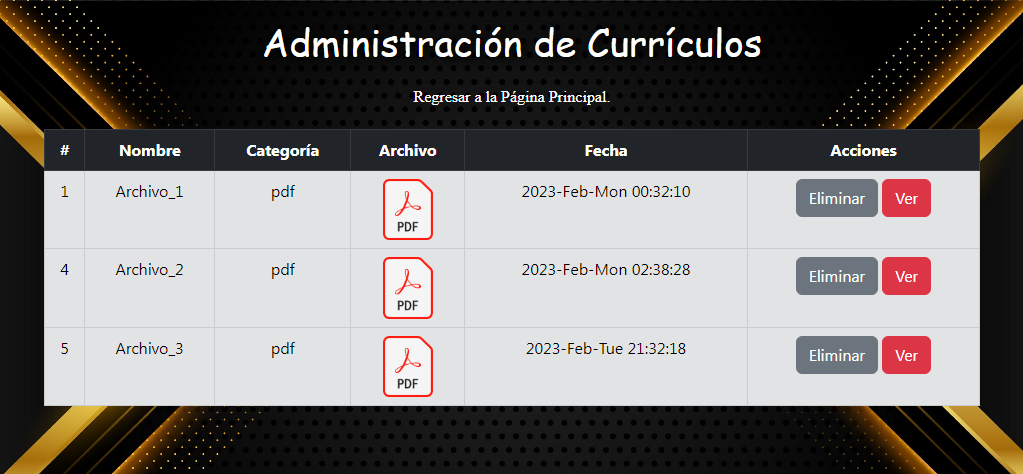 Administración de Currículos
Regresar a la Página Principal.
# Nombre Categoría Archivo Fecha Acciones
1 Archivo_1 pdf PDF 2023-Feb-Mon 00:32:10 Eliminar Ver
4 Archivo_2 pdf PDF 2023-Feb-Mon 02:38:28 Eliminar Ver
5 Archivo_3 pdf PDF 2023-Feb-Tue 21:32:18 Eliminar Ver